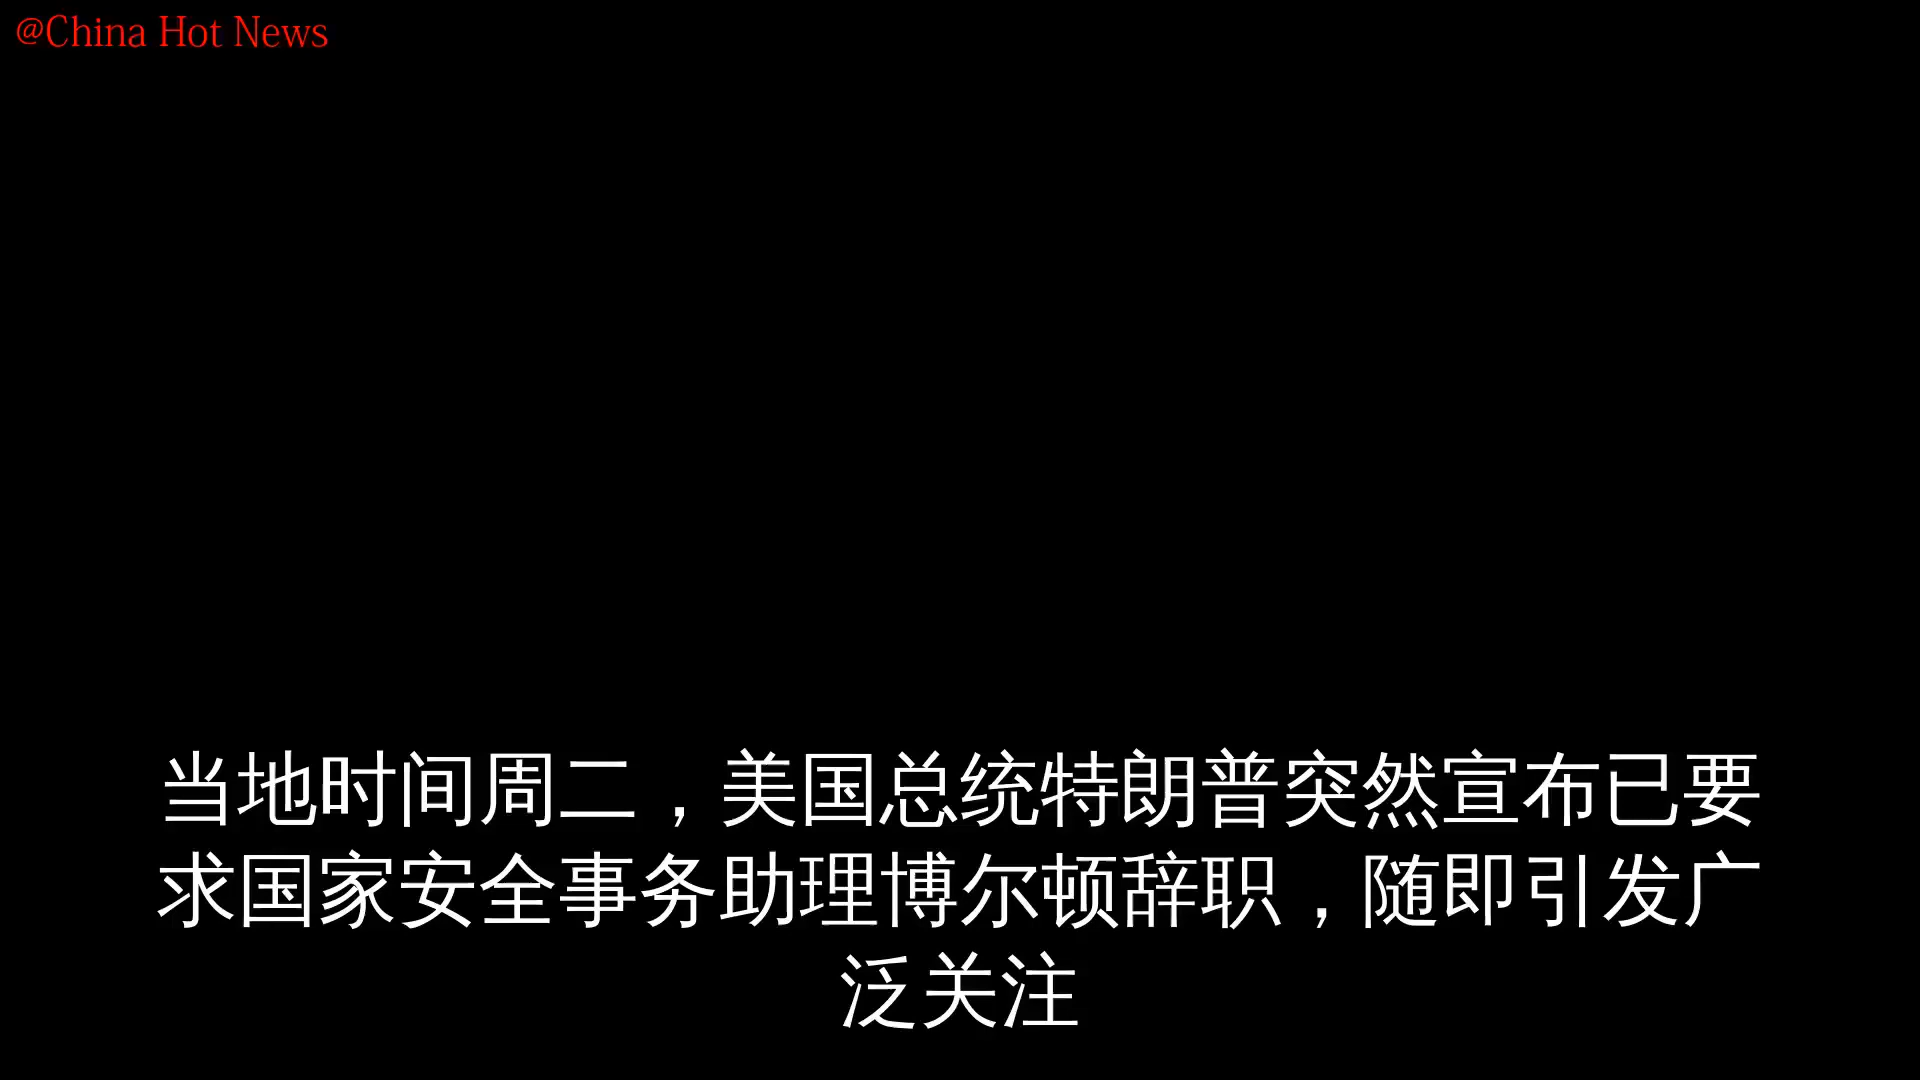 @China Hot News
当地时间周二，美国总统特朗普突然宣布已要
求国家安全事务助理博尔顿辞职，随即引发广
泛关注